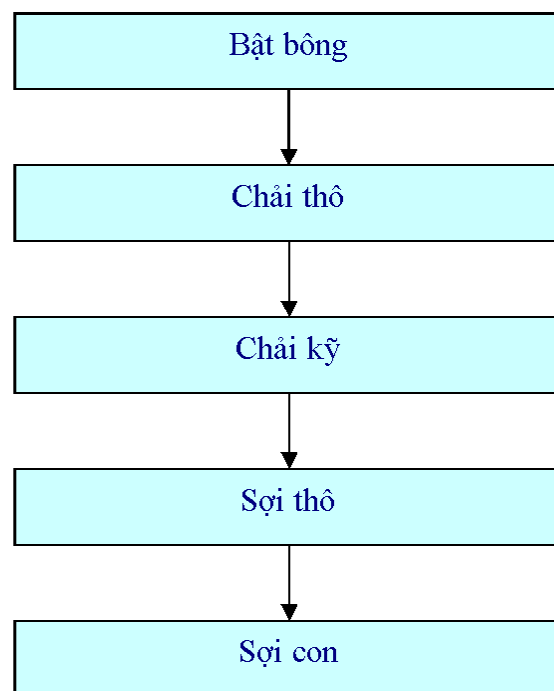 Bật bông
Chải thô
Chải kỹ
Sợi thô
Sợi con